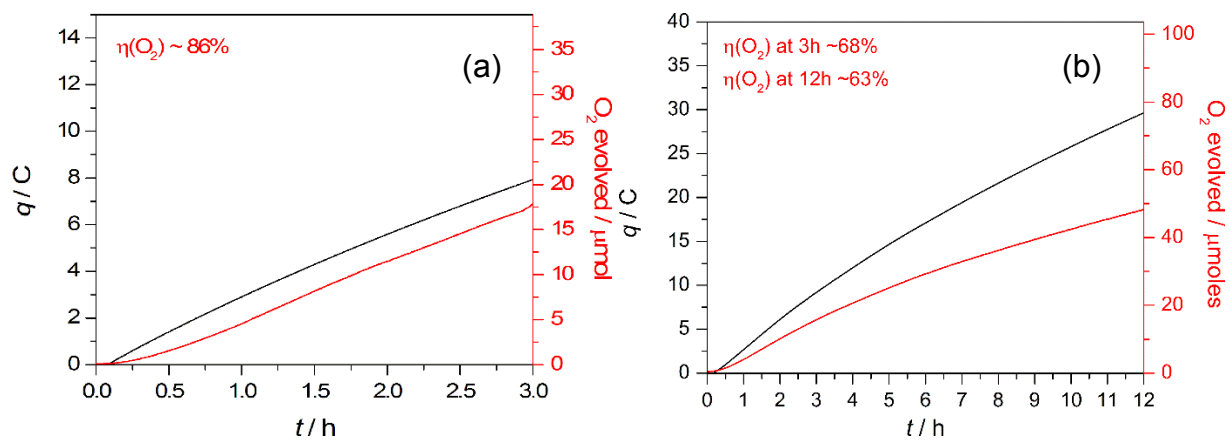 η(O₂) ~ 86%
(a)
q / C
14
12
10
8
6
4
2
0
0.0 0.5 1.0 1.5 2.0 2.5 3.0
t / h
35
30
25
20
15
10
5
0
O₂ evolved / μmol
η(O₂) at 3h ~68%
η(O₂) at 12h ~63%
(b)
q / C
40
35
30
25
20
15
10
5
0
0 1 2 3 4 5 6 7 8 9 10 11 12
t / h
100
80
60
40
20
0
O₂ evolved / μmoles